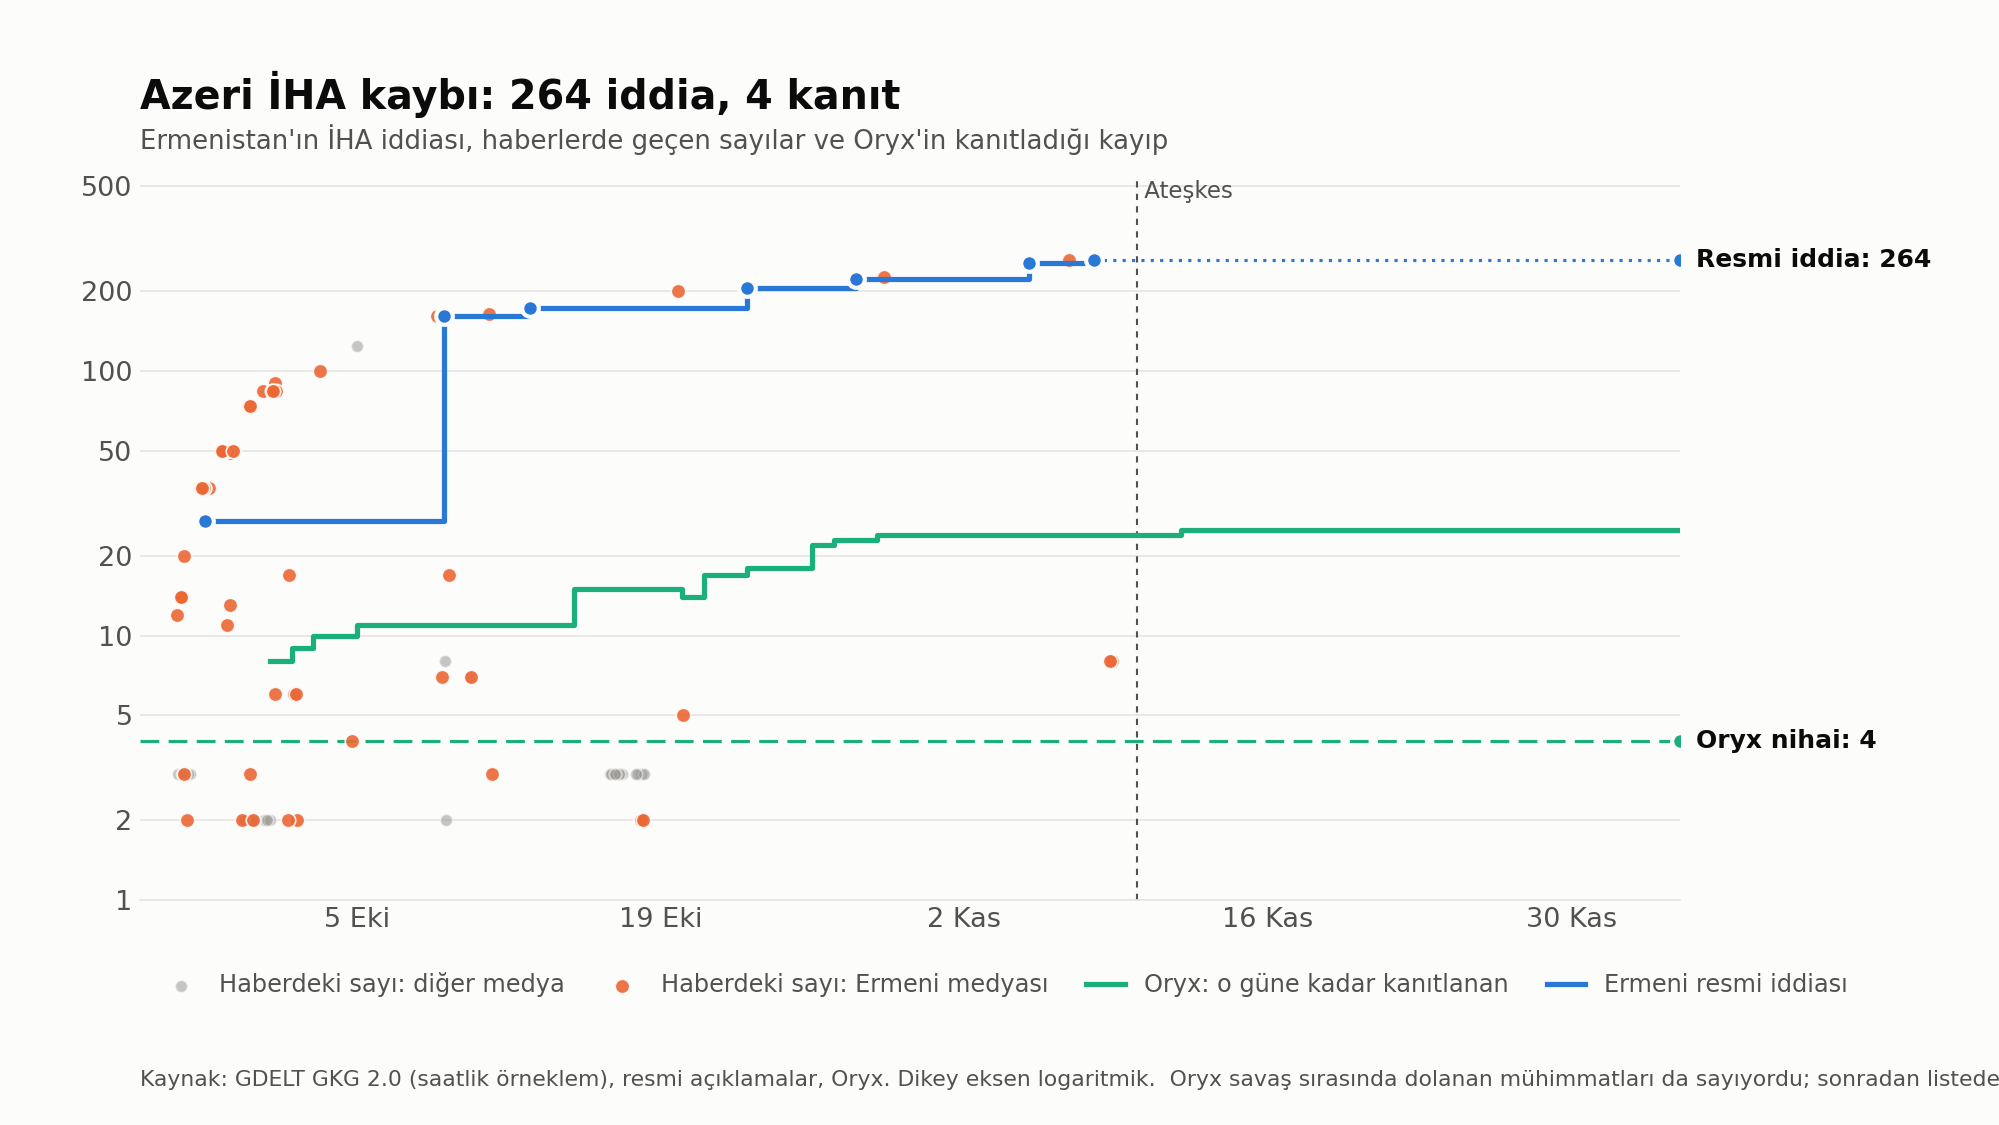 Azeri İHA kaybı: 264 iddia, 4 kanıt
Ermenistan'ın İHA iddiası, haberlerde geçen sayılar ve Oryx'in kanıtladığı kayıp
500
Ateşkes
Resmi iddia: 264
200
100
50
20
10
5
Oryx nihai: 4
2
1
5 Eki 19 Eki 2 Kas 16 Kas 30 Kas
Haberdeki sayı: diğer medya Haberdeki sayı: Ermeni medyası Oryx: o güne kadar kanıtlanan Ermeni resmi iddiası
Kaynak: GDELT GKG 2.0 (saatlik örneklem), resmi açıklamalar, Oryx. Dikey eksen logaritmik. Oryx savaş sırasında dolanan mühimmatları da sayıyordu; sonradan listede